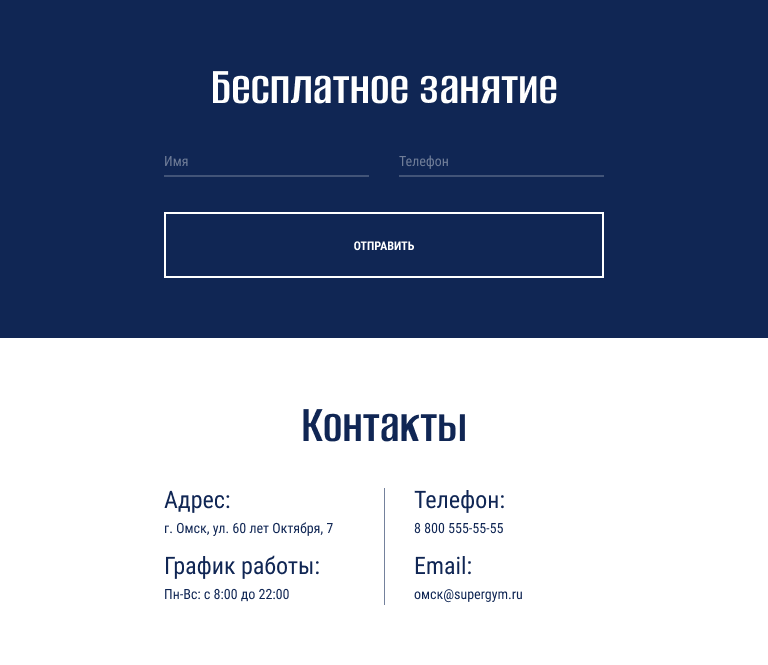 Бесплатное занятие
Имя
Телефон
ОТПРАВИТЬ
Контакты
Адрес:
г. Омск, ул. 60 лет Октября, 7
График работы:
Пн-Вс: с 8:00 до 22:00
Телефон:
8 800 555-55-55
Email:
омск@supergym.ru